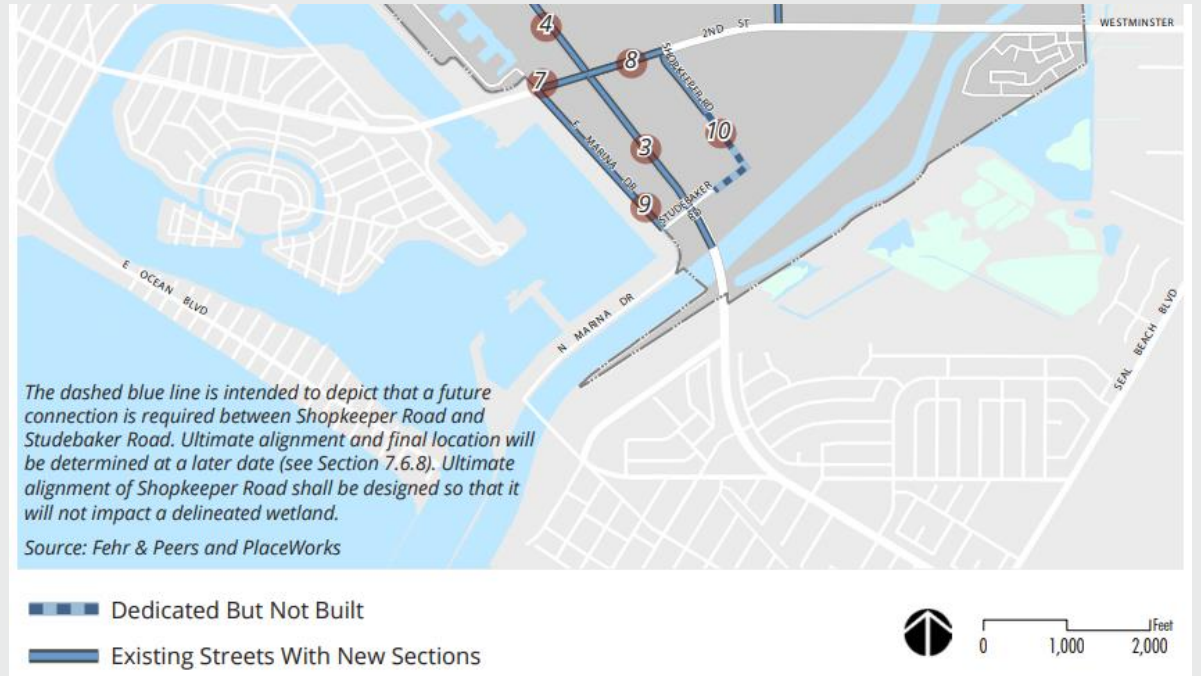 4
2ND ST
WESTMINSTER
8
7
SHOPKEEPER RD
10
E MARINA DR
3
9
STUDEBAKER RD
E OCEAN BLVD
N MARINA DR
SEAL BEACH BLVD
The dashed blue line is intended to depict that a future
connection is required between Shopkeeper Road and
Studebaker Road. Ultimate alignment and final location will
be determined at a later date (see Section 7.6.8). Ultimate
alignment of Shopkeeper Road shall be designed so that it
will not impact a delineated wetland.
Source: Fehr & Peers and PlaceWorks
Dedicated But Not Built
Existing Streets With New Sections
Feet
0 1,000 2,000